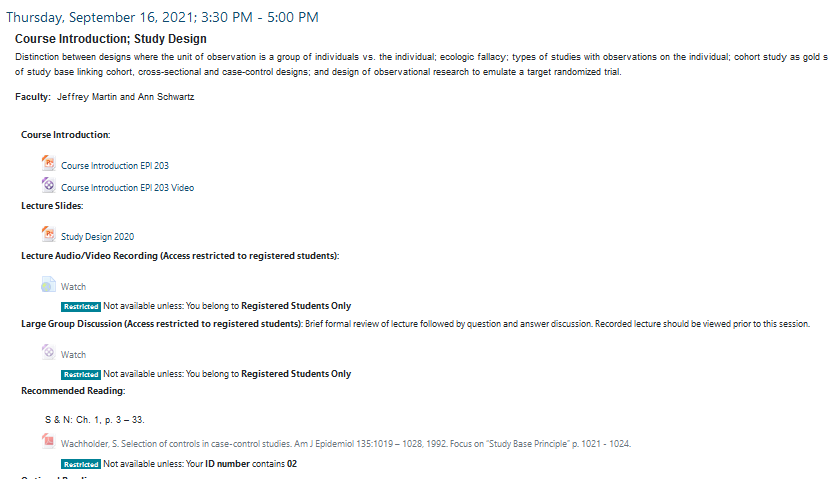 Thursday, September 16, 2021; 3:30 PM - 5:00 PM
Course Introduction; Study Design
Distinction between designs where the unit of observation is a group of individuals vs. the individual; ecologic fallacy; types of studies with observations on the individual; cohort study as gold s
of study base linking cohort, cross-sectional and case-control designs; and design of observational research to emulate a target randomized trial.
Faculty: Jeffrey Martin and Ann Schwartz
Course Introduction:
Course Introduction EPI 203
Course Introduction EPI 203 Video
Lecture Slides:
Study Design 2020
Lecture Audio/Video Recording (Access restricted to registered students):
Watch
Restricted Not available unless: You belong to Registered Students Only
Large Group Discussion (Access restricted to registered students): Brief formal review of lecture followed by question and answer discussion. Recorded lecture should be viewed prior to this session.
Watch
Restricted Not available unless: You belong to Registered Students Only
Recommended Reading:
S & N: Ch. 1, p. 3 – 33.
Wachholder, S. Selection of controls in case-control studies. Am J Epidemiol 135:1019 – 1028, 1992. Focus on "Study Base Principle" p. 1021 - 1024.
Restricted Not available unless: Your ID number contains 02